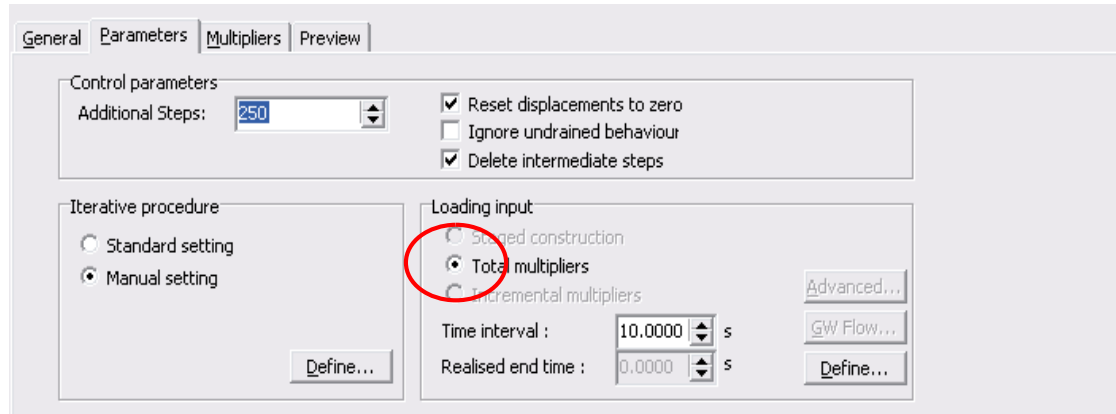 General Parameters Multipliers Preview
Control parameters
Additional Steps: 250
Reset displacements to zero
Ignore undrained behaviour
Delete intermediate steps
Iterative procedure
Standard setting
Manual setting
Define...
Loading input
Staged construction
Total multipliers
Incremental multipliers
Advanced...
Time interval : 10.0000 s
GW Flow...
Realised end time : 0.0000 s
Define...